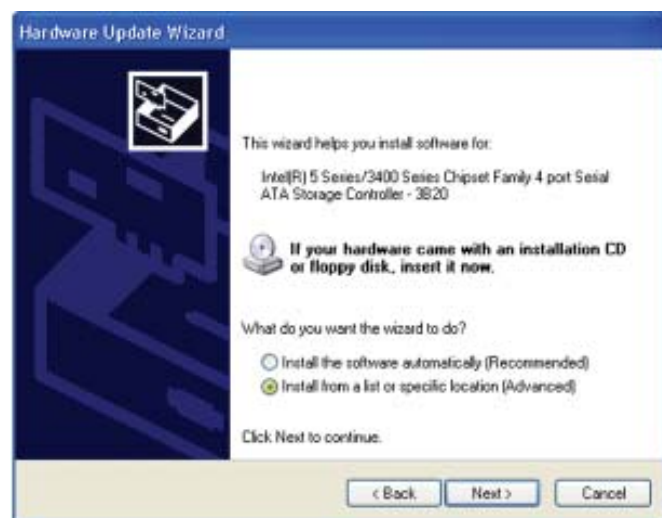 Hardware Update Wizard
This wizard helps you install software for:
Intel(R) 5 Series/3400 Series Chipset Family 4 port Serial
ATA Storage Controller - 3B20
If your hardware came with an installation CD
or floppy disk, insert it now.
What do you want the wizard to do?
Install the software automatically (Recommended)
Install from a list or specific location (Advanced)
Click Next to continue.
< Back Next > Cancel